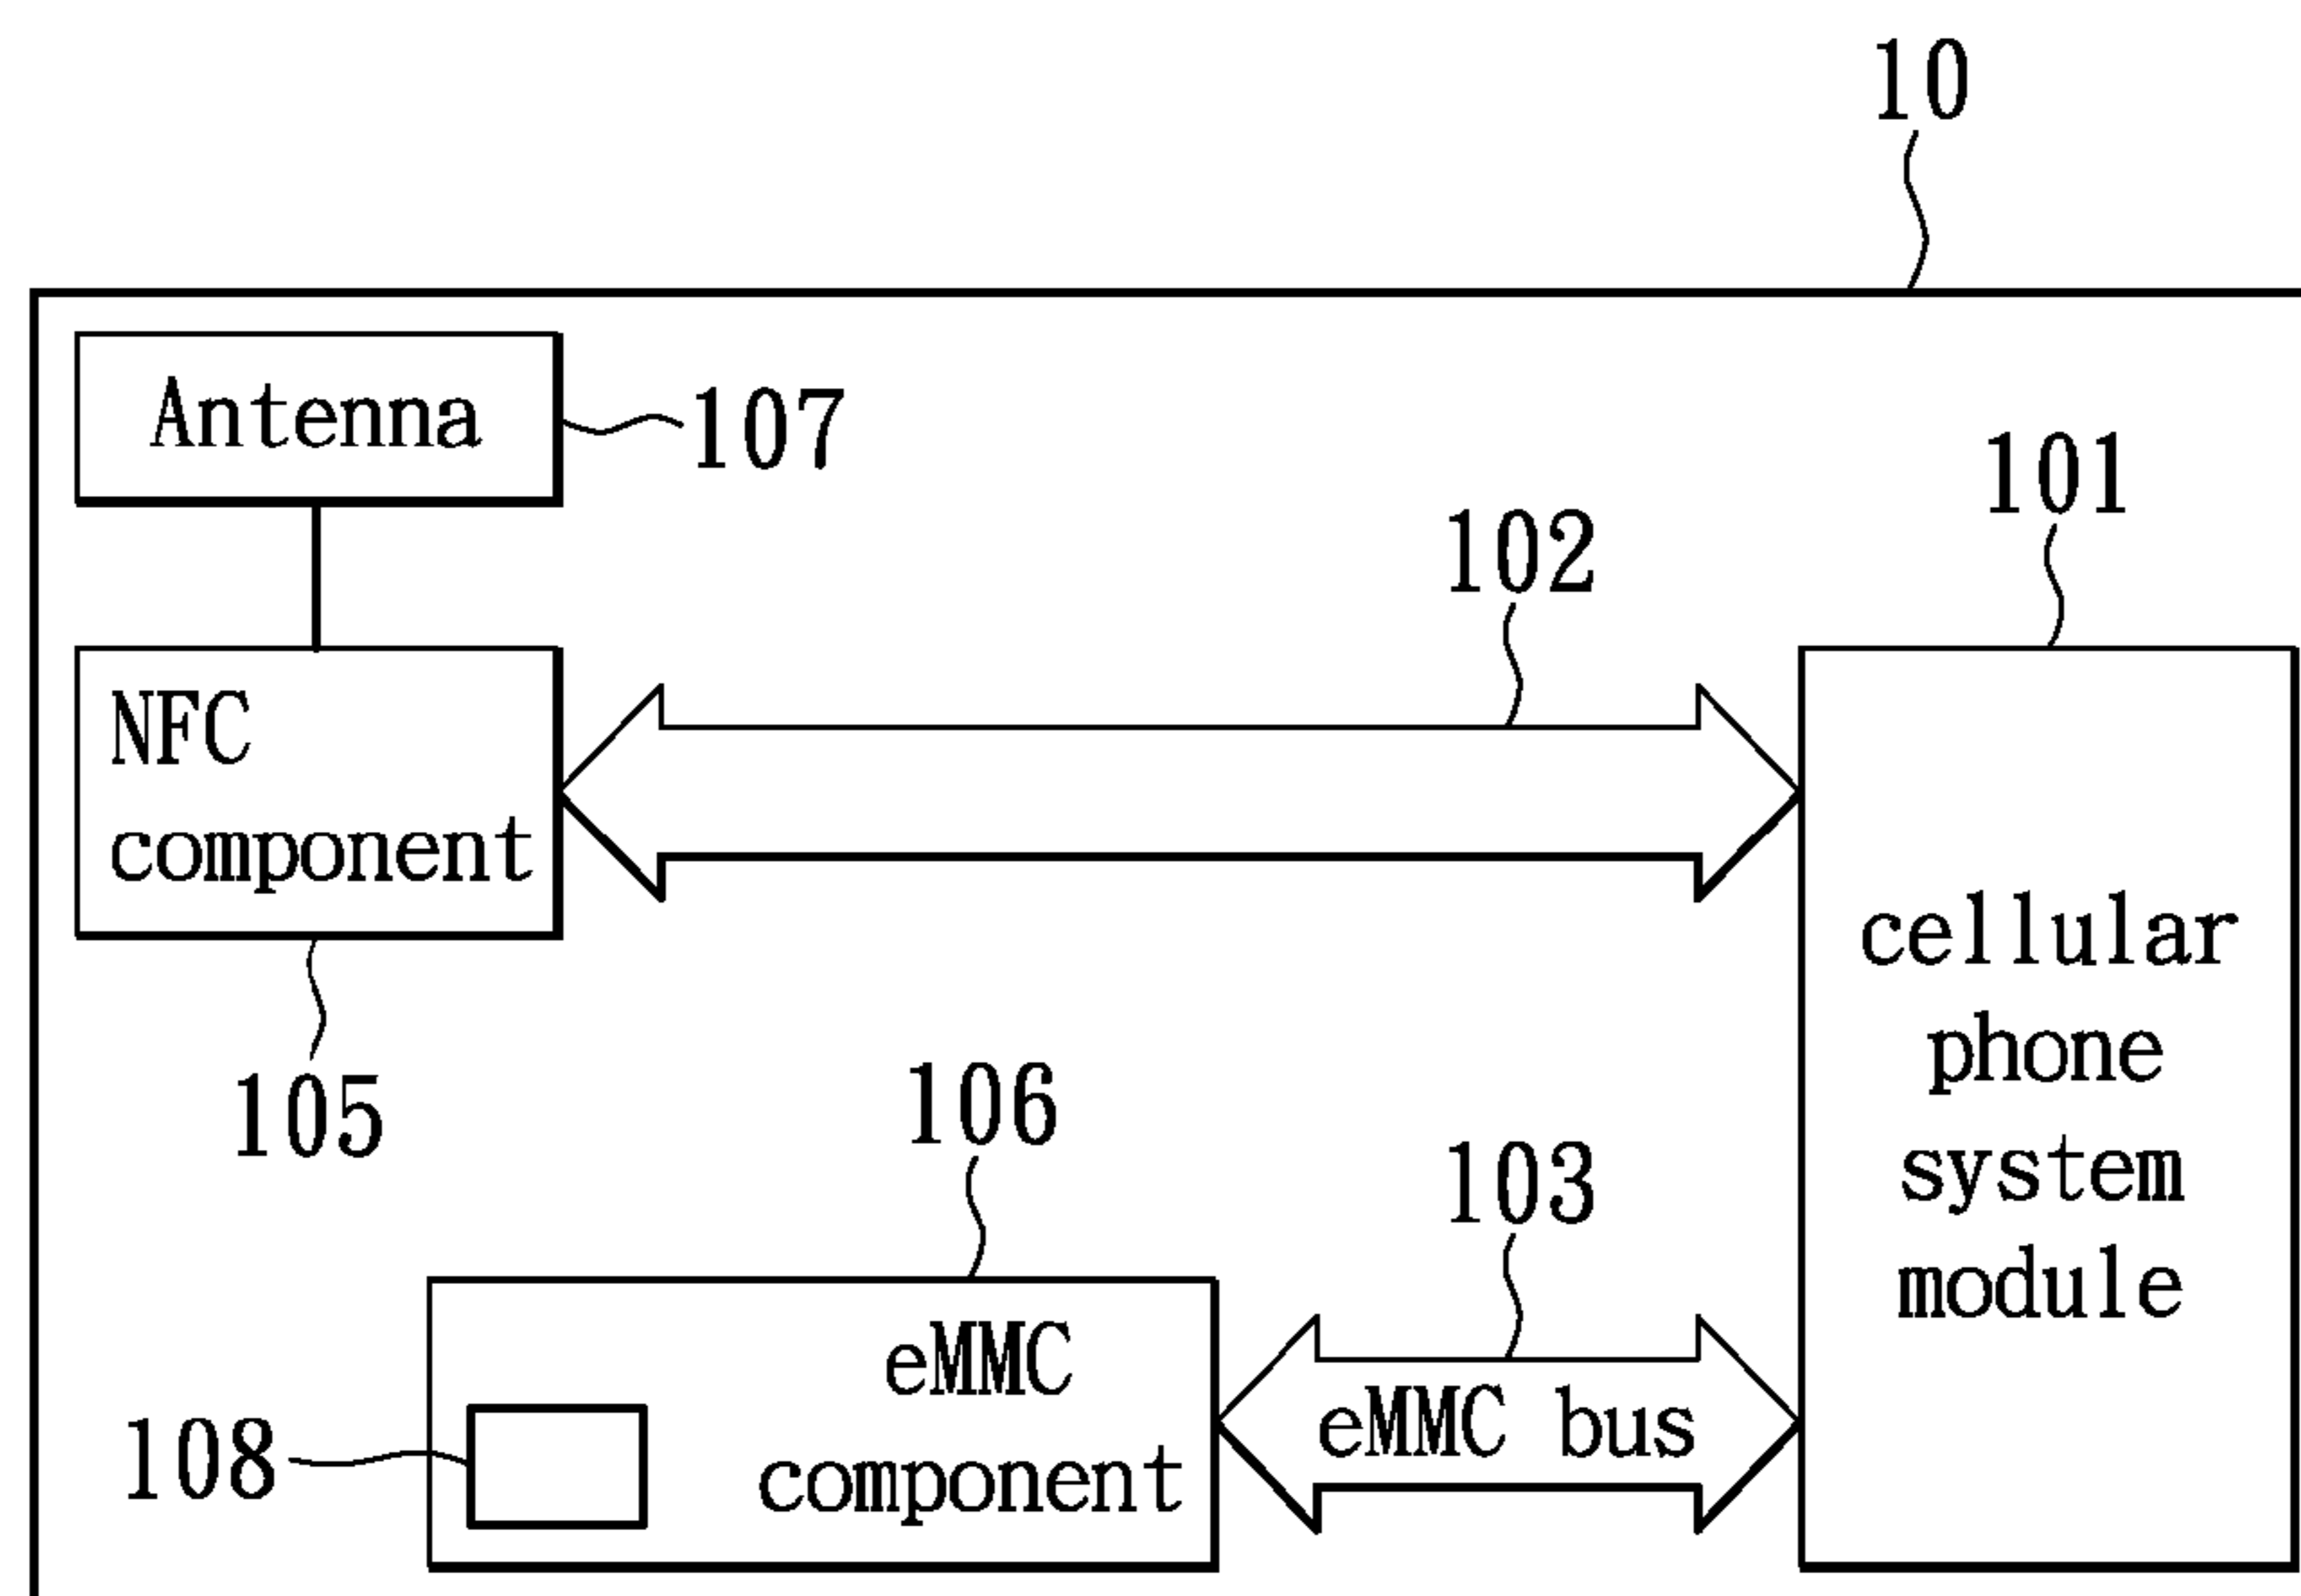 10
Antenna
107
101
102
NFC
component
105
cellular
phone
system
module
106
103
eMMC
component
eMMC bus
108